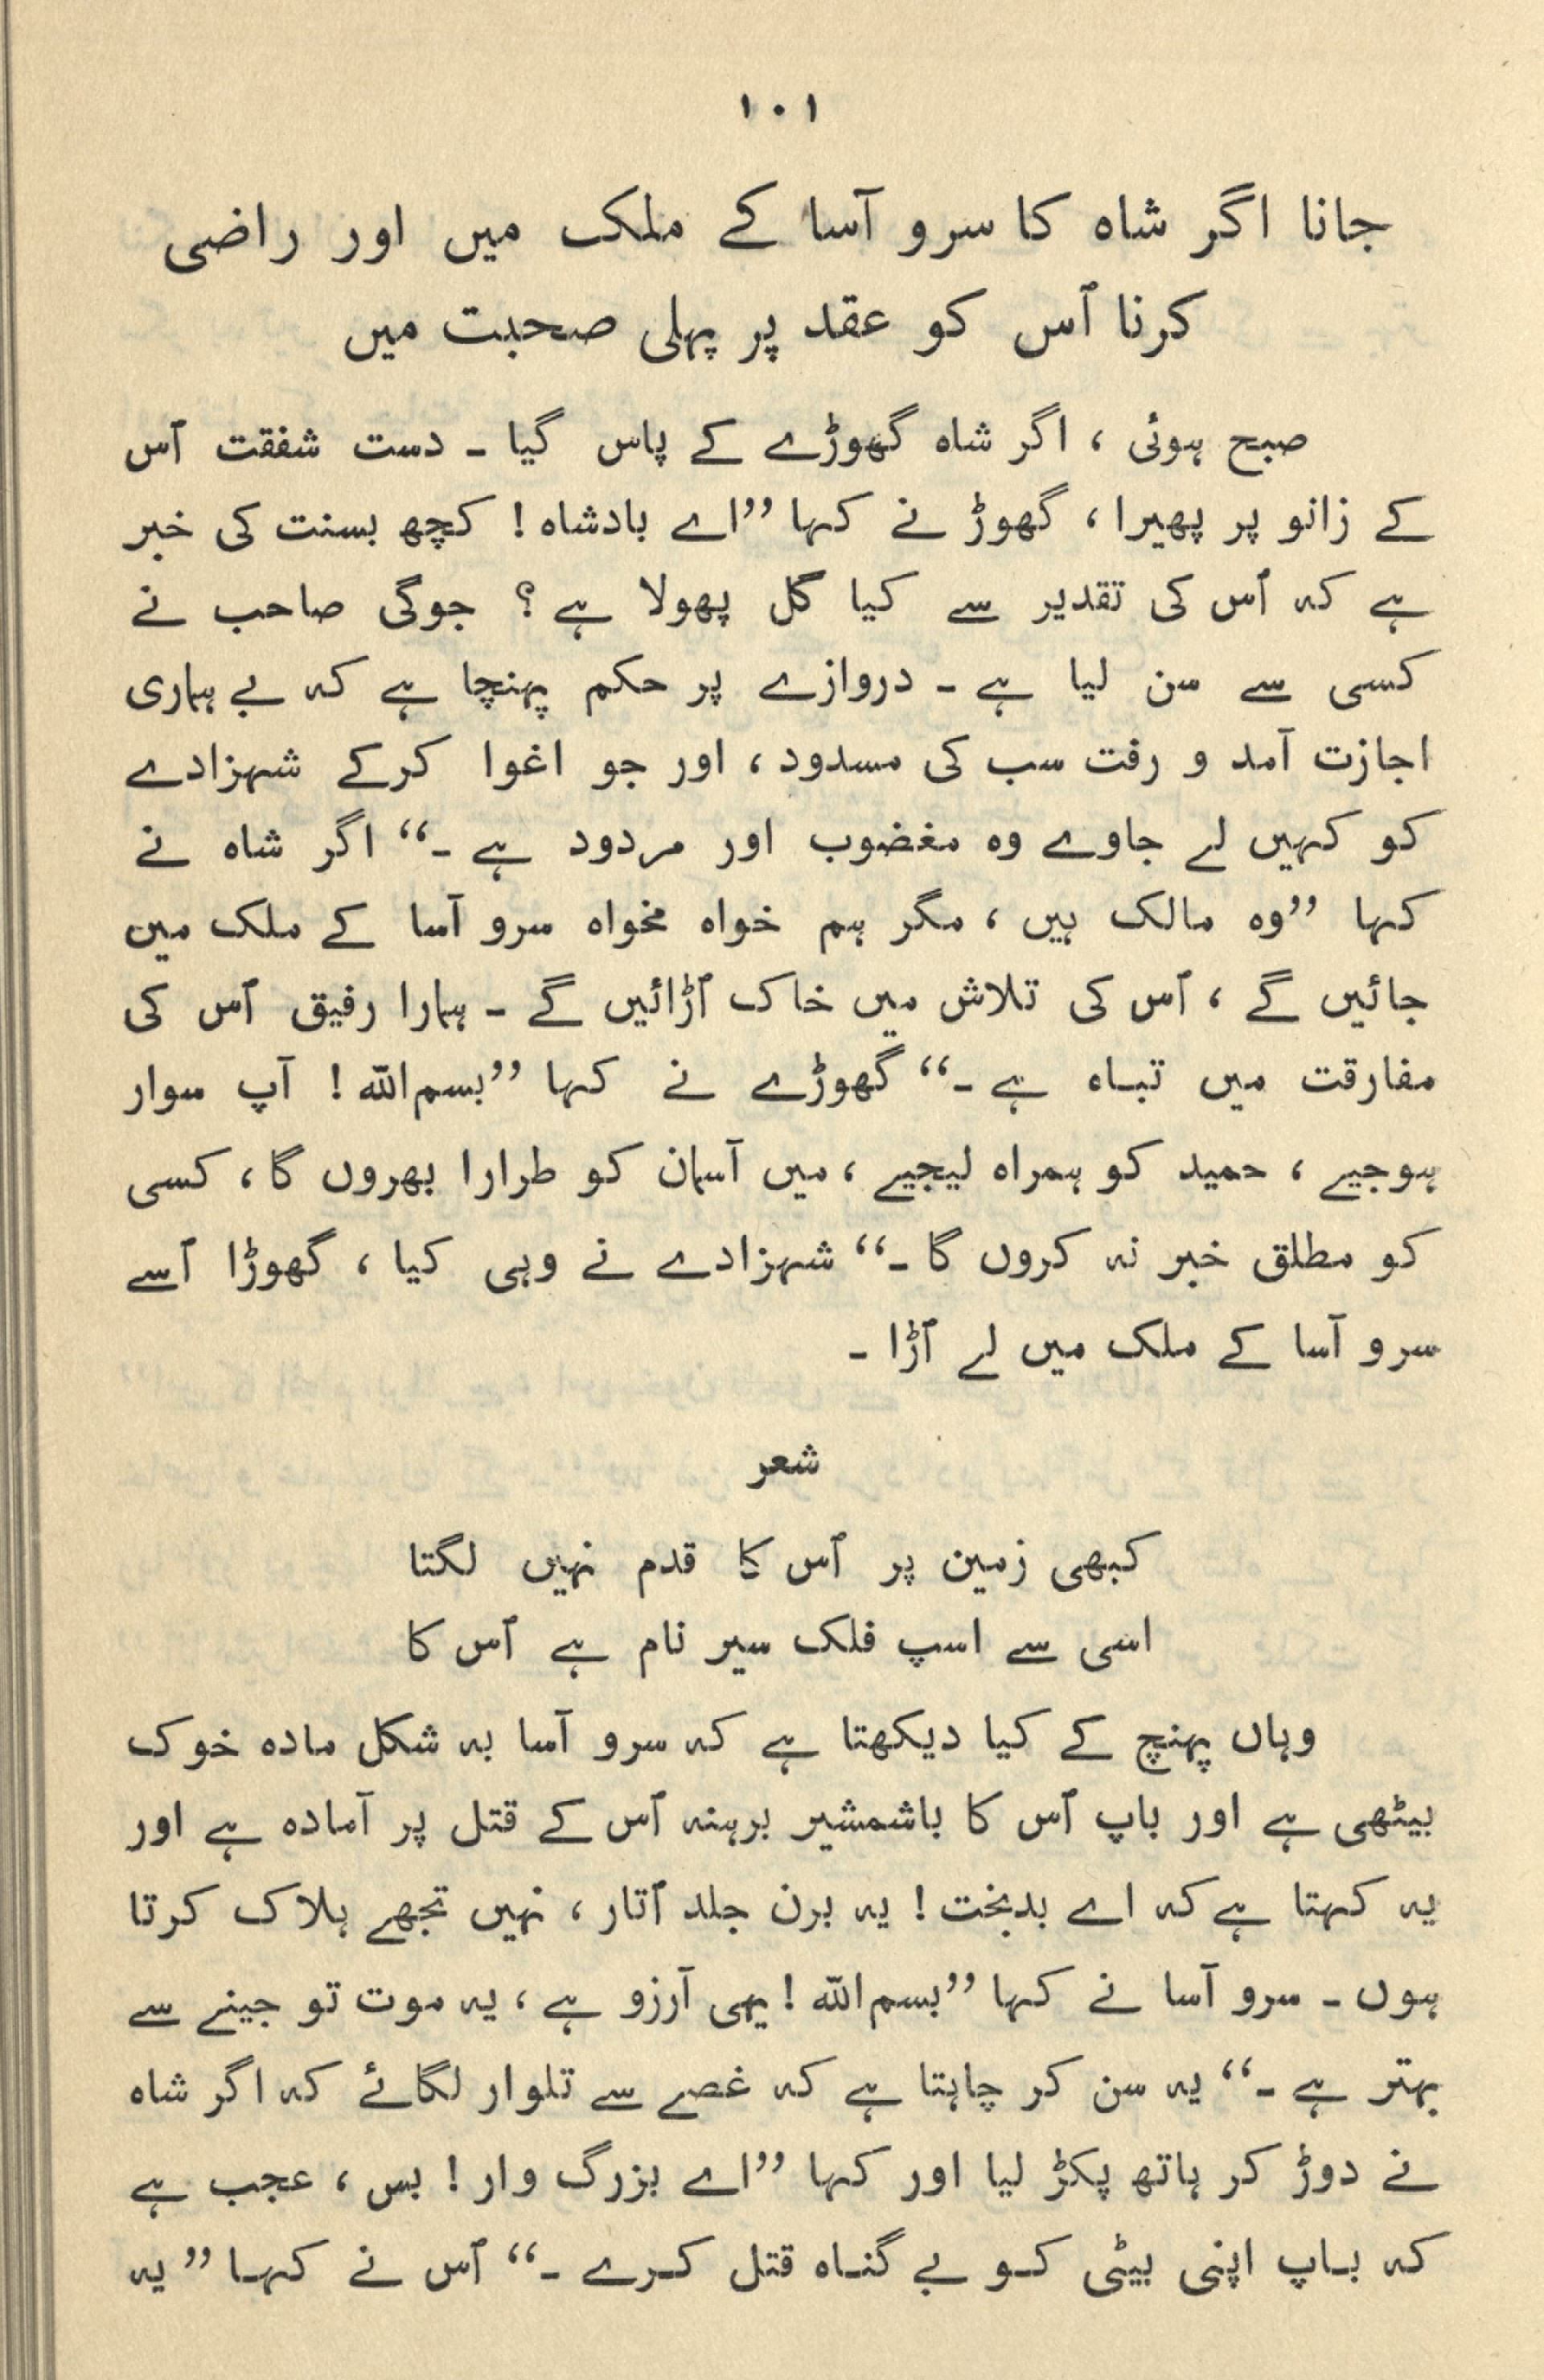 ۱۰۱
جانا اگر شاہ کا سرو آسا کے ملک میں اور راضی
کرنا اُس کو عقد پر پہلی صحبت میں
صبح ہوئی ، اگر شاہ گھوڑے کے پاس گیا ۔ دست شفقت اُس
کے زانو پر پھیرا ، گھوڑ نے کہا ”اے بادشاہ ! کچھ بسنت کی خبر
ہے کہ اُس کی تقدیر سے کیا گل پھولا ہے ؟ جوگی صاحب نے
کسی سے سن لیا ہے ۔ دروازے پر حکم پہنچا ہے کہ بے ہماری
اجازت آمد و رفت سب کی مسدود ، اور جو اغوا کرکے شہزادے
کو کہیں لے جاوے وہ مغضوب اور مردود ہے ۔“ اگر شاہ نے
کہا ”وہ مالک ہیں ، مگر ہم خواہ مخواہ سرو آسا کے ملک میں
جائیں گے ، اُس کی تلاش میں خاک اُڑائیں گے ۔ ہمارا رفیق اُس کی
مفارقت میں تباہ ہے ۔“ گھوڑے نے کہا ”بسم اللہ ! آپ سوار
ہوجیے ، حمید کو ہمراہ لیجیے ، میں آسمان کو طرارا بھروں گا ، کسی
کو مطلق خبر نہ کروں گا ۔“ شہزادے نے وہی کیا ، گھوڑا اُسے
سرو آسا کے ملک میں لے اُڑا ۔
شعر
کبھی زمین پر اُس کا قدم نہیں لگتا
اسی سے اسپ فلک سیر نام ہے اُس کا
وہاں پہنچ کے کیا دیکھتا ہے کہ سرو آسا بہ شکل مادہ خوک
بیٹھی ہے اور باپ اُس کا باشمشیر برہنہ اُس کے قتل پر آمادہ ہے اور
یہ کہتا ہے کہ اے بدبخت ! یہ برن جلد اُتار ، نہیں تجھے ہلاک کرتا
ہوں ۔ سرو آسا نے کہا ”بسم اللہ ! یہی آرزو ہے ، یہ موت تو جینے سے
بہتر ہے ۔“ یہ سن کر چاہتا ہے کہ غصے سے تلوار لگائے کہ اگر شاہ
نے دوڑ کر ہاتھ پکڑ لیا اور کہا ”اے بزرگ وار ! بس ، عجب ہے
کہ باپ اپنی بیٹی کو بے گناہ قتل کرے ۔“ اُس نے کہا ”یہ